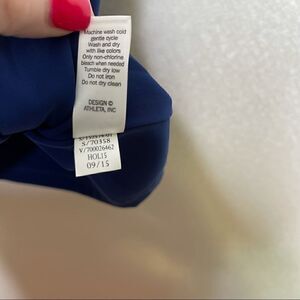 Machine wash cold
gentle cycle
Wash and dry
with like colors
Only non-chlorine
bleach when needed
Tumble dry low
Do not iron
Do not dry clean
DESIGN ©
ATHLETA, INC
S/70358
V/700026462
HOL15
09/15